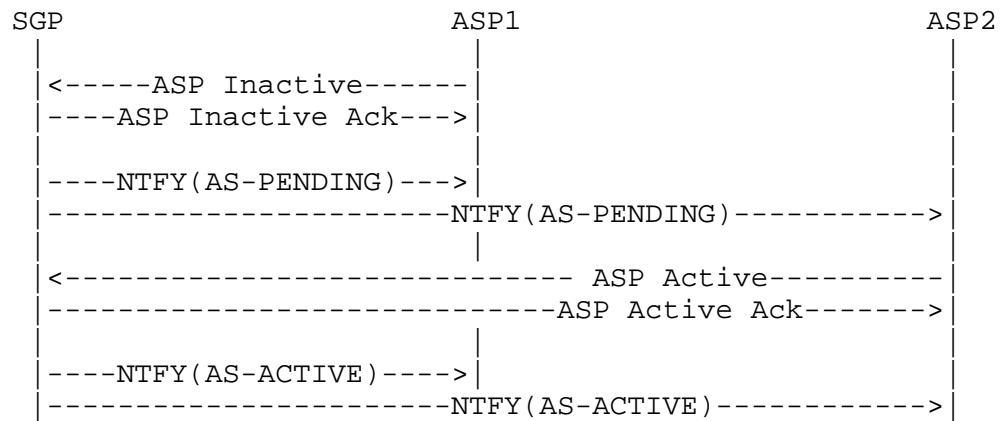 SGP ASP1 ASP2
| | |
|<-----ASP Inactive------| |
|----ASP Inactive Ack--->| |
| | |
|----NTFY(AS-PENDING)--->| |
|-----------------------NTFY(AS-PENDING)----------->|
| | |
|<----------------------------- ASP Active----------|
|-----------------------------ASP Active Ack------->|
| | |
|----NTFY(AS-ACTIVE)---->| |
|-----------------------NTFY(AS-ACTIVE)------------>|